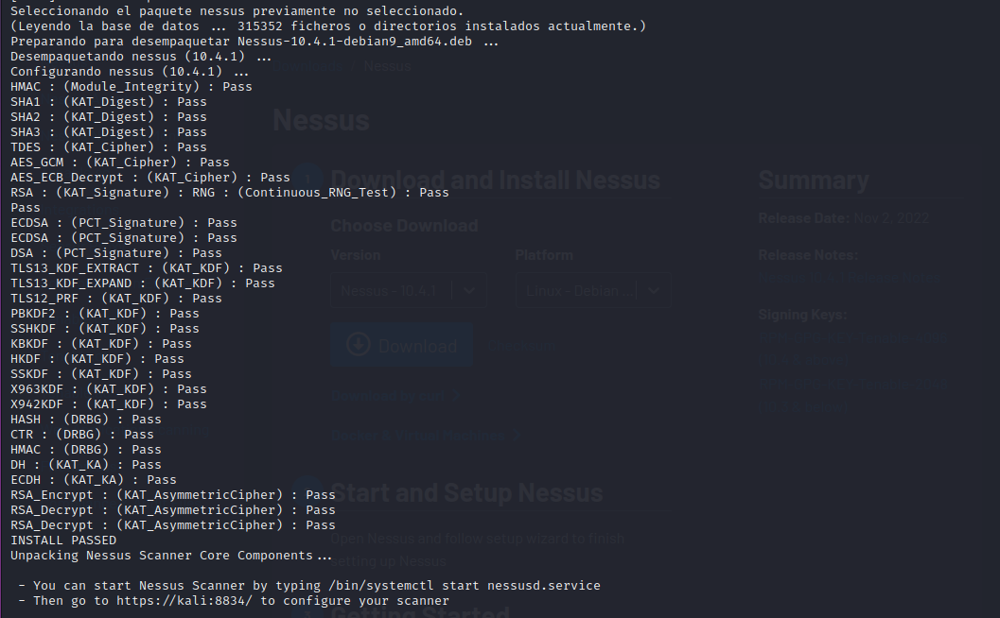 Seleccionando el paquete nessus previamente no seleccionado.
(Leyendo la base de datos ... 315352 ficheros o directorios instalados actualmente.)
Preparando para desempaquetar Nessus-10.4.1-debian9_amd64.deb ...
Desempaquetando nessus (10.4.1) ...
Configurando nessus (10.4.1) ...
HMAC : (Module_Integrity) : Pass
SHA1 : (KAT_Digest) : Pass
SHA2 : (KAT_Digest) : Pass
SHA3 : (KAT_Digest) : Pass
TDES : (KAT_Cipher) : Pass
AES_GCM : (KAT_Cipher) : Pass
AES_ECB_Decrypt : (KAT_Cipher) : Pass
RSA : (KAT_Signature) : RNG : (Continuous_RNG_Test) : Pass
Pass
ECDSA : (PCT_Signature) : Pass
ECDSA : (PCT_Signature) : Pass
DSA : (PCT_Signature) : Pass
TLS13_KDF_EXTRACT : (KAT_KDF) : Pass
TLS13_KDF_EXPAND : (KAT_KDF) : Pass
TLS12_PRF : (KAT_KDF) : Pass
PBKDF2 : (KAT_KDF) : Pass
SSHKDF : (KAT_KDF) : Pass
KBKDF : (KAT_KDF) : Pass
HKDF : (KAT_KDF) : Pass
SSKDF : (KAT_KDF) : Pass
X963KDF : (KAT_KDF) : Pass
X942KDF : (KAT_KDF) : Pass
HASH : (DRBG) : Pass
CTR : (DRBG) : Pass
HMAC : (DRBG) : Pass
DH : (KAT_KA) : Pass
ECDH : (KAT_KA) : Pass
RSA_Encrypt : (KAT_AsymmetricCipher) : Pass
RSA_Decrypt : (KAT_AsymmetricCipher) : Pass
RSA_Decrypt : (KAT_AsymmetricCipher) : Pass
INSTALL PASSED
Unpacking Nessus Scanner Core Components...
- You can start Nessus Scanner by typing /bin/systemctl start nessusd.service
- Then go to https://kali:8834/ to configure your scanner
Nessus
Nessus
1
Download and Install Nessus
Choose Download
Version
Platform
Nessus - 10.4.1
Linux - Debian
Download
Summary
Release Date: Nov 2, 2022
Release Notes:
Signing Keys:
Start and Setup Nessus
Open Nessus and follow setup wizard to finish
setting up Nessus
Getting Started